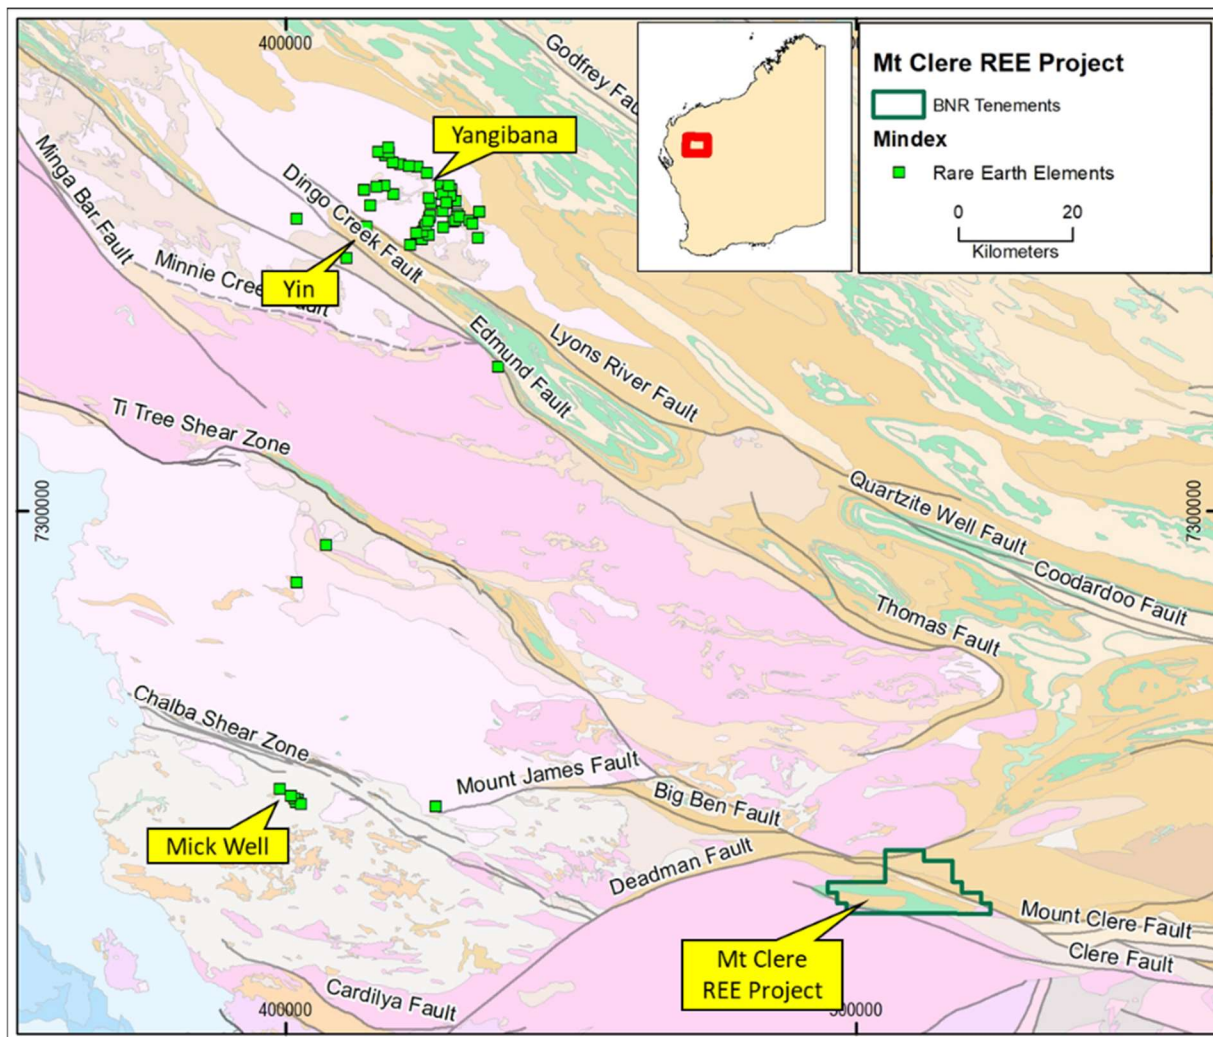 400000
Godfrey Fau
Mt Clere REE Project
BNR Tenements
Mindex
Rare Earth Elements
0 20
Kilometers
Yangibana
Minga Bar Fault
Dingo Creek Fault
Yin
Minnie Cree
ult
Edmund Fault
Lyons River Fault
Ti Tree Shear Zone
7300000
7300000
Quartzite Well Fault
Coodardoo Fault
Thomas Fault
Chalba Shear Zone
Mount James Fault
Big Ben Fault
Mick Well
Deadman Fault
Mount Clere Fault
Clere Fault
Mt Clere
REE Project
Cardilya Fault
400000
00000